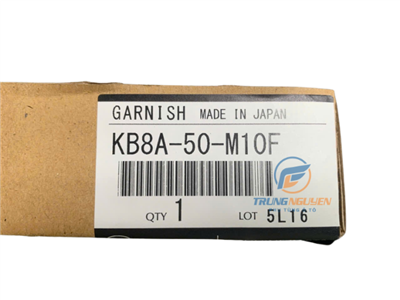 GARNISH MADE IN JAPAN
KB8A-50-M10F
TRUNG NGUYEN
QTY 1 LOT 5L16